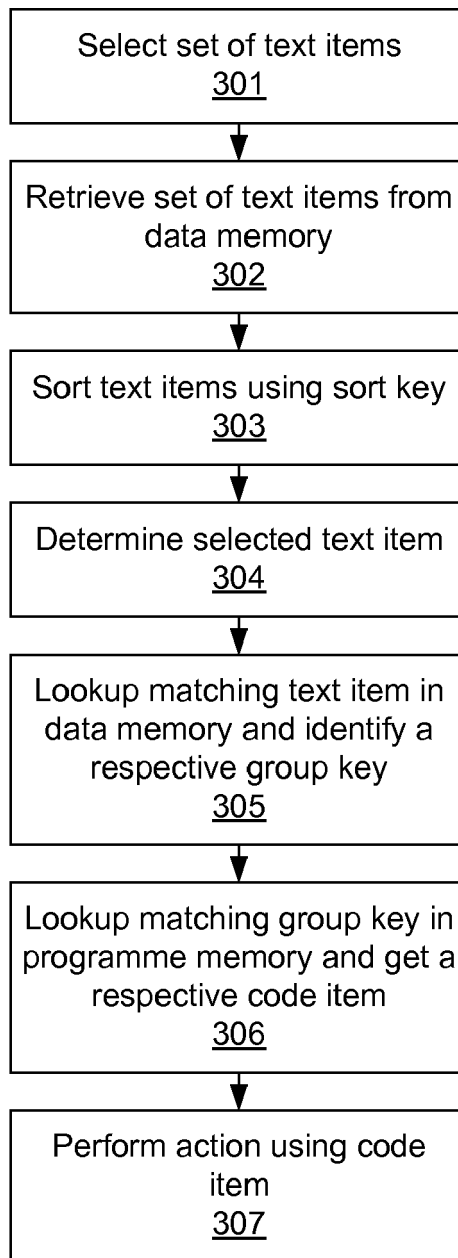 Select set of text items
301
Retrieve set of text items from
data memory
302
Sort text items using sort key
303
Determine selected text item
304
Lookup matching text item in
data memory and identify a
respective group key
305
Lookup matching group key in
programme memory and get a
respective code item
306
Perform action using code
item
307